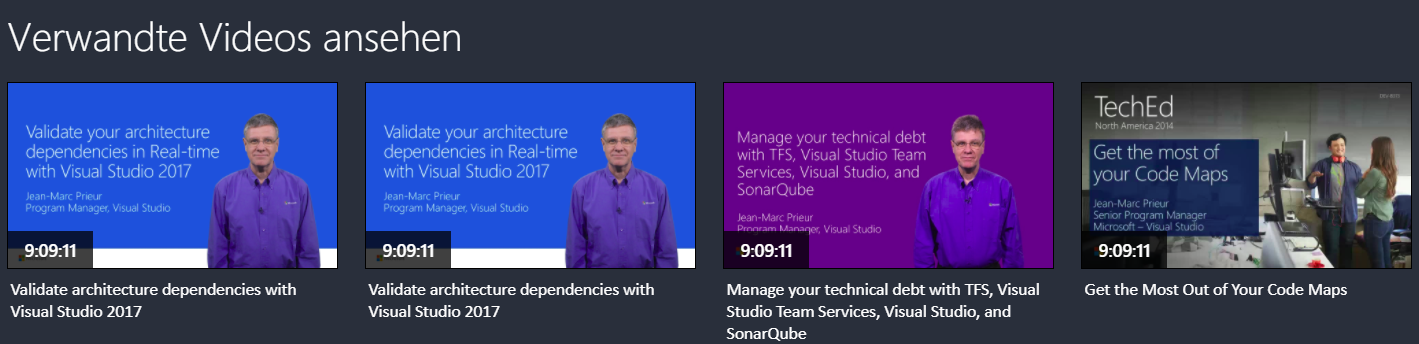 Verwandte Videos ansehen
Validate your architecture
dependencies in Real-time
with Visual Studio 2017
Jean-Marc Prieur
Program Manager, Visual Studio
9:09:11
Validate architecture dependencies with
Visual Studio 2017
Validate your architecture
dependencies in Real-time
with Visual Studio 2017
Jean-Marc Prieur
Program Manager, Visual Studio
9:09:11
Validate architecture dependencies with
Visual Studio 2017
Manage your technical debt
with TFS, Visual Studio Team
Services, Visual Studio, and
SonarQube
Jean-Marc Prieur
Program Manager, Visual Studio
9:09:11
Manage your technical debt with TFS, Visual
Studio Team Services, Visual Studio, and
SonarQube
TechEd
North America 2014
Get the most of
your Code Maps
Jean-Marc Prieur
Senior Program Manager
Microsoft – Visual Studio
9:09:11
Get the Most Out of Your Code Maps